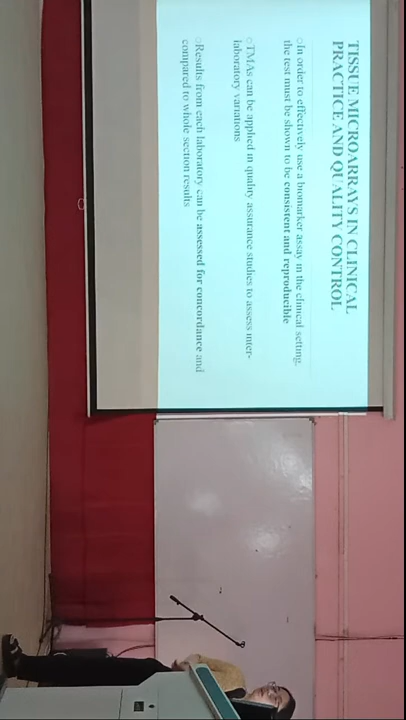 TISSUE MICROARRAYS IN CLINICAL
PRACTICE AND QUALITY CONTROL
In order to effectively use a biomarker assay in the clinical setting,
the test must be shown to be consistent and reproducible
TMAs can be applied in quality assurance studies to assess inter-
laboratory variations
Results from each laboratory can be assessed for concordance and
compared to whole section results